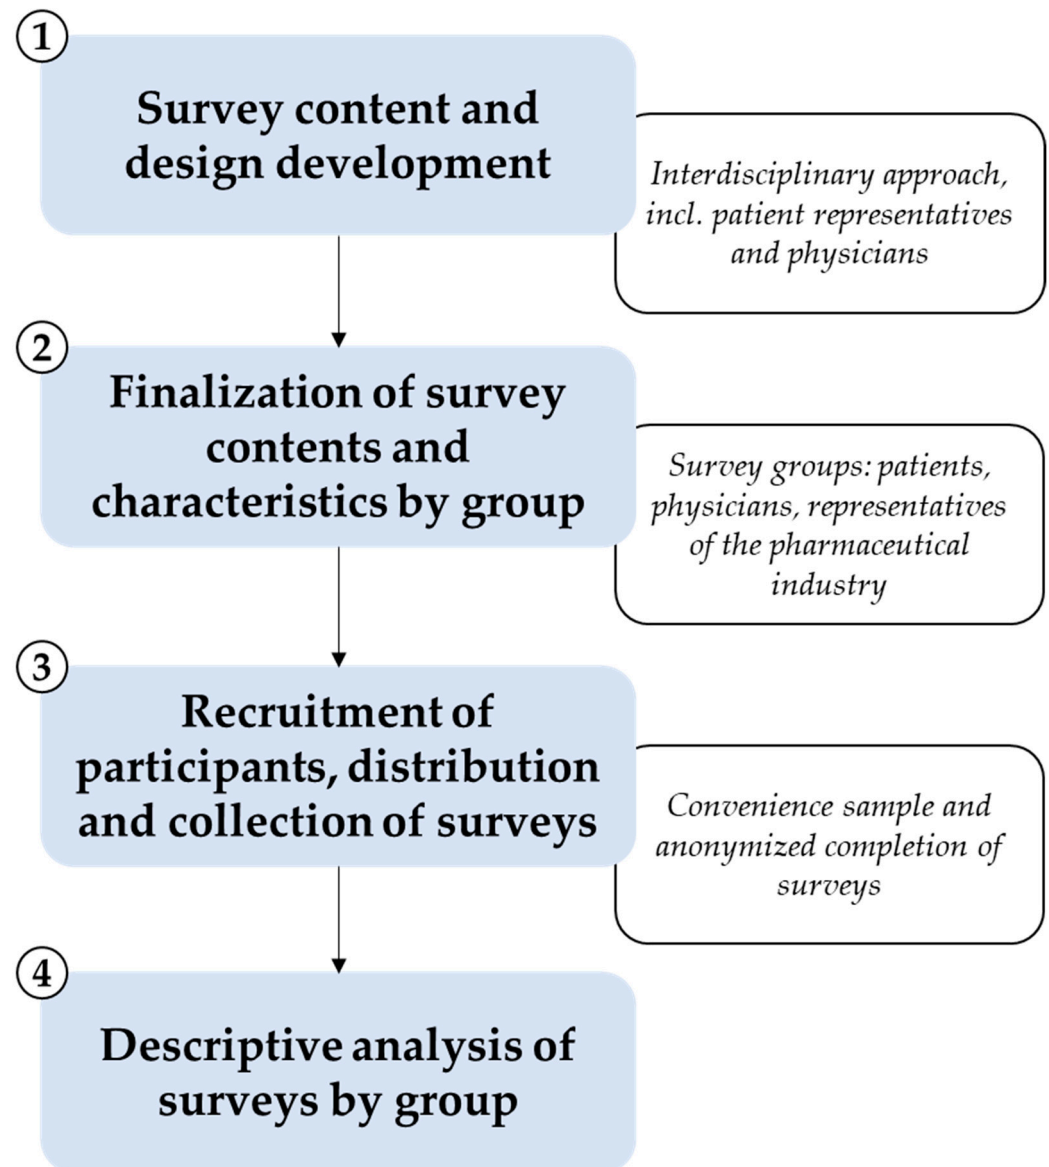 1
Survey content and
design development
Interdisciplinary approach,
incl. patient representatives
and physicians
2
Finalization of survey
contents and
characteristics by group
Survey groups: patients,
physicians, representatives
of the pharmaceutical
industry
3
Recruitment of
participants, distribution
and collection of surveys
Convenience sample and
anonymized completion of
surveys
4
Descriptive analysis of
surveys by group